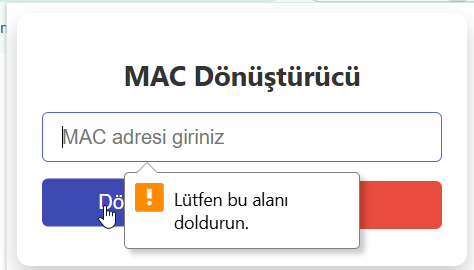 MAC Dönüştürücü
MAC adresi giriniz
Lütfen bu alanı
doldurun.